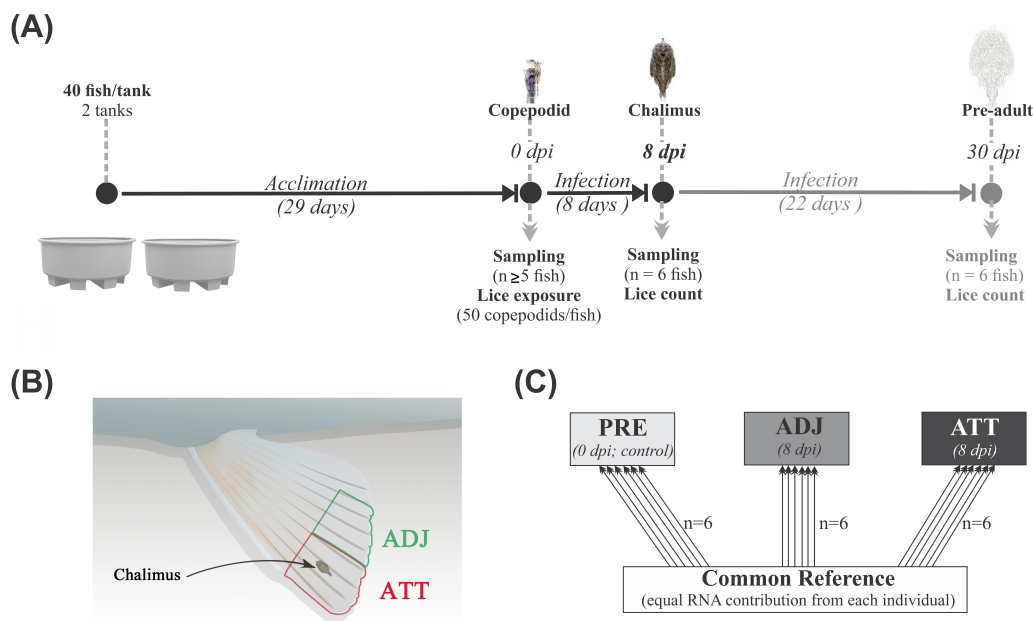 (A)
40 fish/tank
2 tanks
Copepodid
Chalimus
Pre-adult
0 dpi
8 dpi
30 dpi
Acclimation
(29 days)
Infection
(8 days )
Infection
(22 days )
Sampling
(n ≥5 fish)
Lice exposure
(50 copepodids/fish)
Sampling
(n = 6 fish)
Lice count
Sampling
(n = 6 fish)
Lice count
(B)
ADJ
ATT
Chalimus
(C)
PRE
(0 dpi; control)
ADJ
(8 dpi)
ATT
(8 dpi)
n=6
n=6
n=6
Common Reference
(equal RNA contribution from each individual)